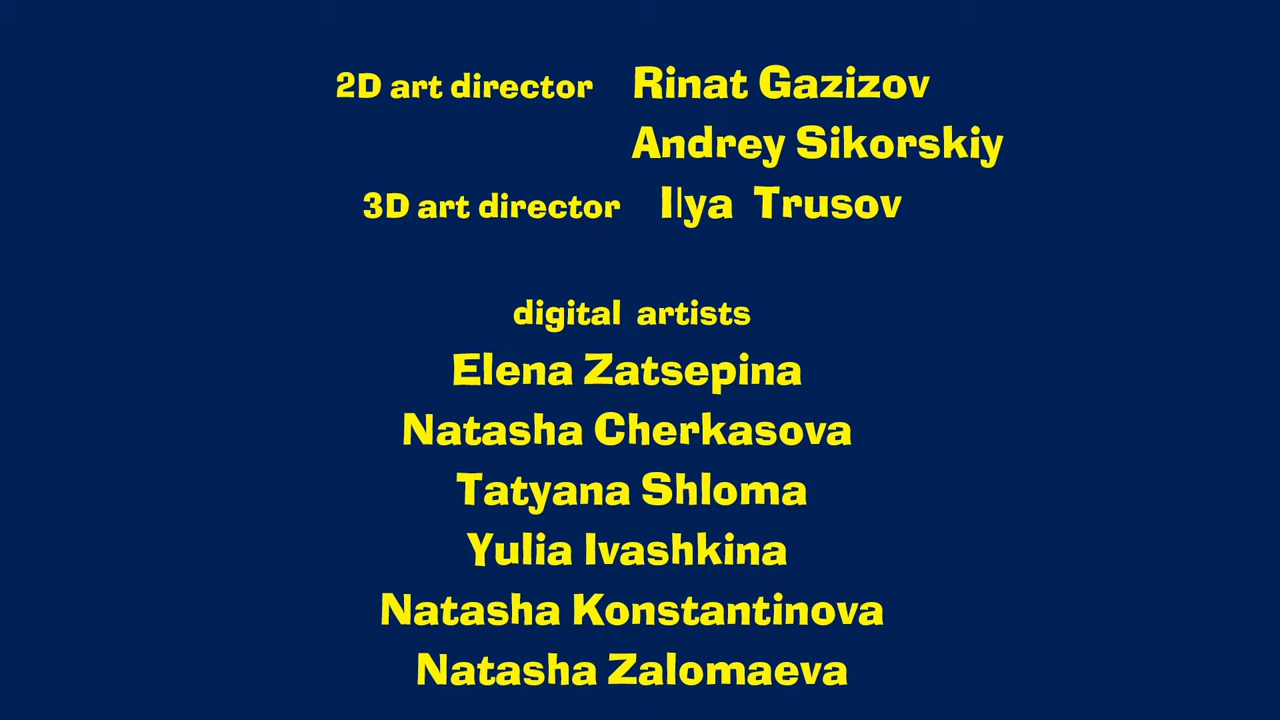 2D art director Rinat Gazizov
Andrey Sikorskiy
3D art director Ilya Trusov
digital artists
Elena Zatsepina
Natasha Cherkasova
Tatyana Shloma
Yulia Ivashkina
Natasha Konstantinova
Natasha Zalomaeva